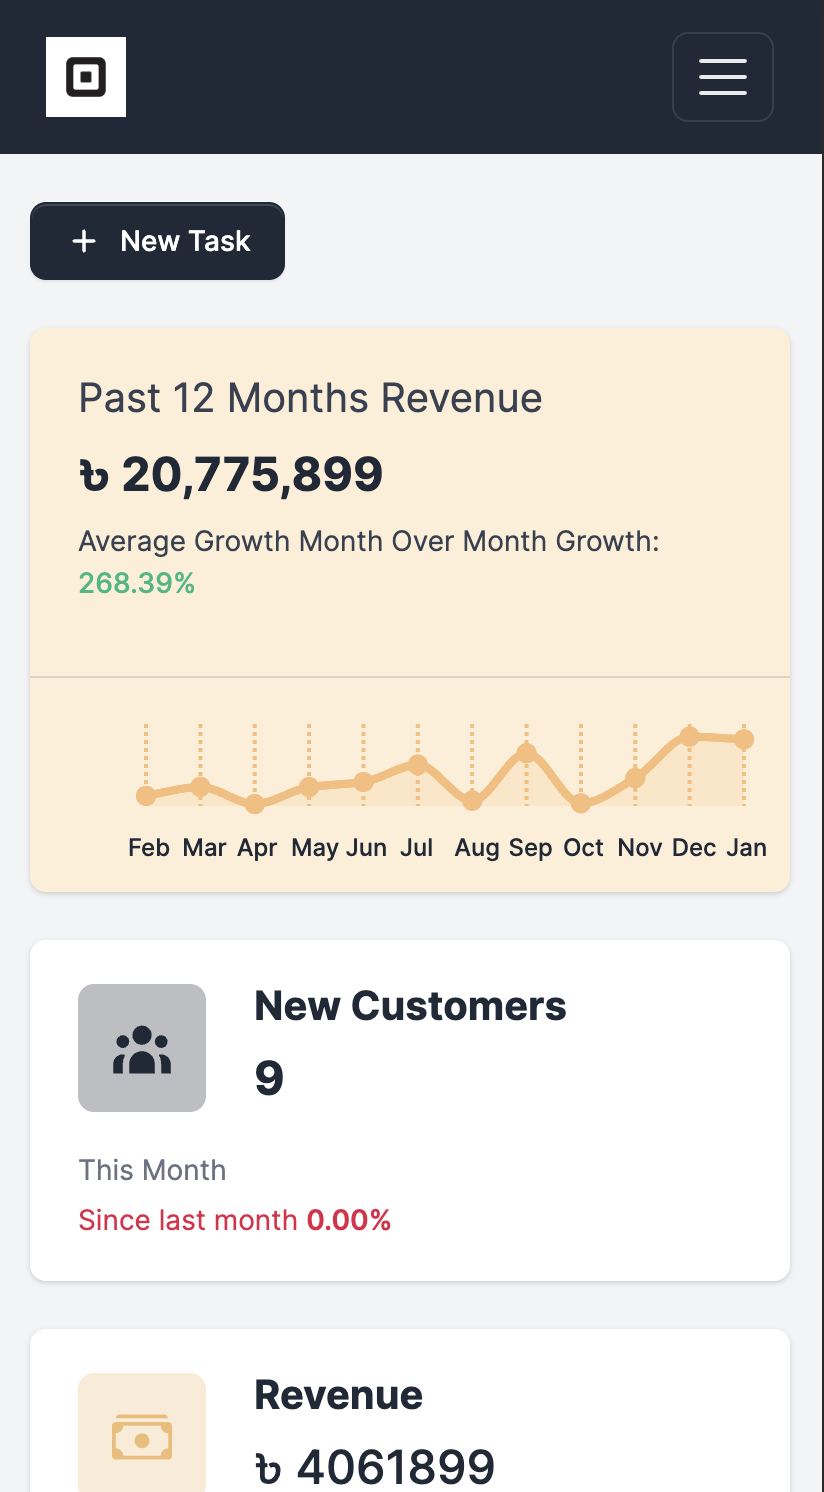 New Task
Past 12 Months Revenue
৳ 20,775,899
Average Growth Month Over Month Growth:
268.39%
Feb Mar Apr May Jun Jul Aug Sep Oct Nov Dec Jan
New Customers
9
This Month
Since last month 0.00%
Revenue
৳ 4061899